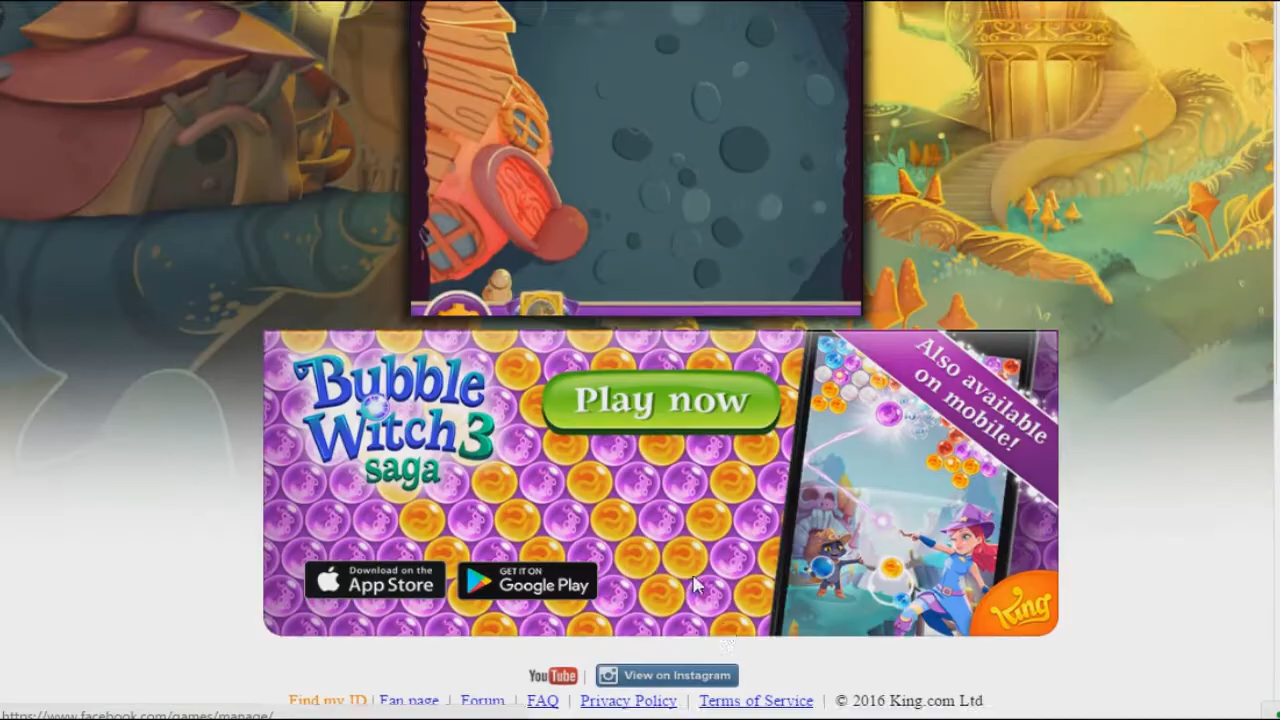 Bubble
Witch 3
saga
Play now
Also available
on mobile!
Download on the
App Store
GET IT ON
Google Play
King
YouTube | View on Instagram
Find my ID | Fan page | Forum | FAQ | Privacy Policy | Terms of Service | © 2016 King.com Ltd
https://www.facebook.com/games/manage/